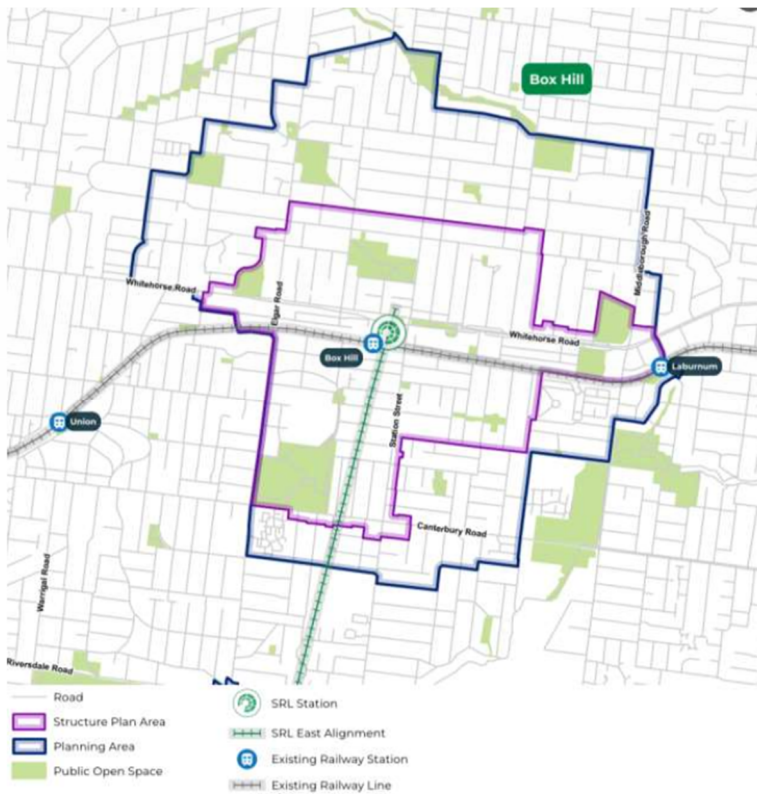 Box Hill
Middleborough Road
Whitehorse Road
Elgar Road
Whitehorse Road
Box Hill
Laburnum
Station Street
Union
Canterbury Road
Warrigal Road
Riversdale Road
Road
Structure Plan Area
Planning Area
Public Open Space
SRL Station
SRL East Alignment
Existing Railway Station
Existing Railway Line